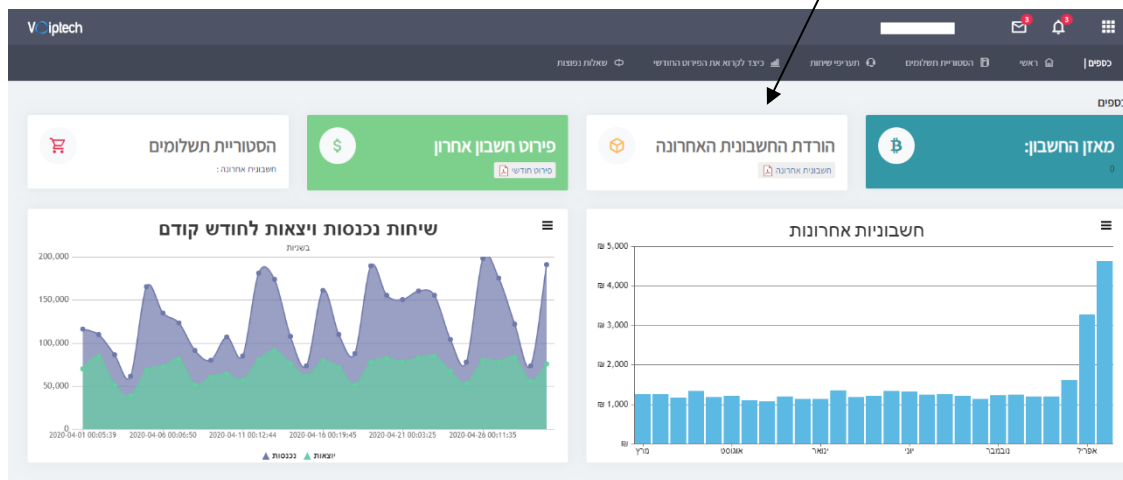 Voiptech
3 3
כספים | ראשי הסטוריית תשלומים תעריפי שיחות כיצד לקרוא את הפירוט החודשי שאלות נפוצות
כספים
מאזן החשבון:
0
הורדת החשבונית האחרונה
חשבונית אחרונה
פירוט חשבון אחרון
פירוט חודשי
הסטוריית תשלומים
חשבונית אחרונה :
חשבוניות אחרונות
₪ 5,000
₪ 4,000
₪ 3,000
₪ 2,000
₪ 1,000
₪
מרץ אוגוסט ינואר יוני נובמבר אפריל
שיחות נכנסות ויצאות לחודש קודם
בשניות
200,000
150,000
100,000
50,000
0
2020-04-01 00:05:39 2020-04-06 00:06:50 2020-04-11 00:12:44 2020-04-16 00:19:45 2020-04-21 00:03:25 2020-04-26 00:11:35
נכנסות יוצאות